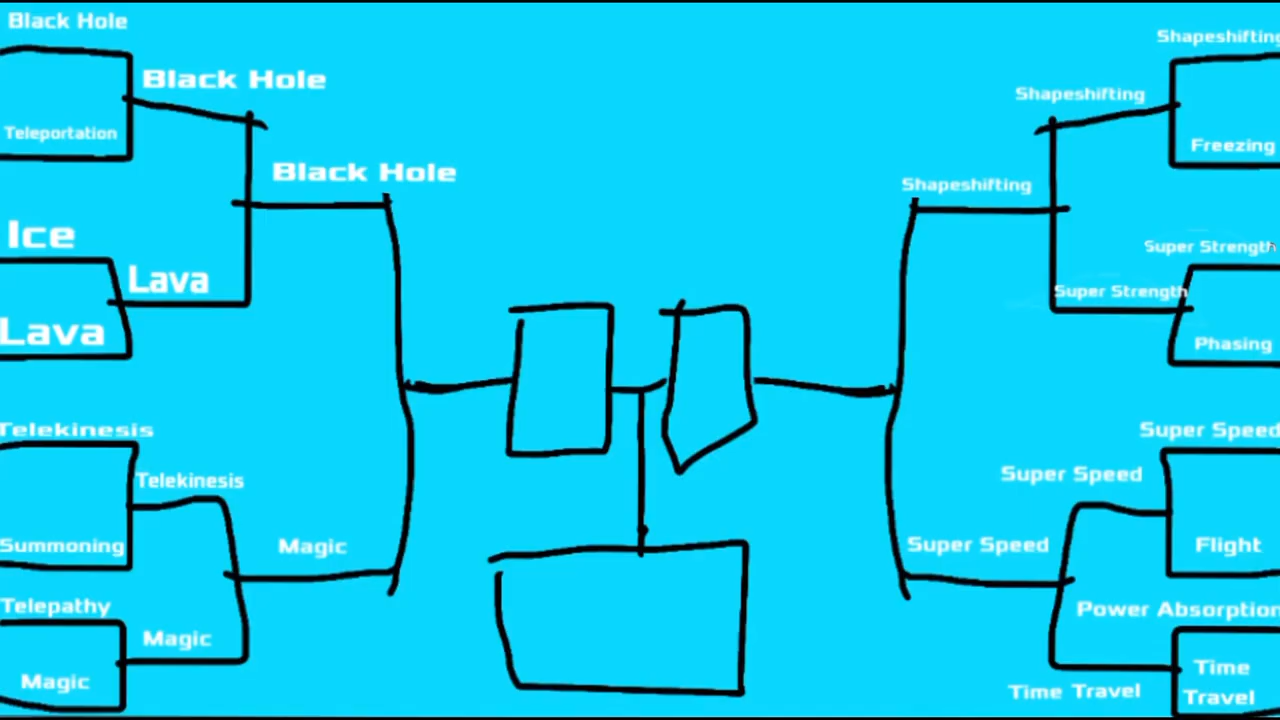 Black Hole
Black Hole
Teleportation
Black Hole
Ice
Lava
Lava
Telekinesis
Telekinesis
Summoning
Magic
Telepathy
Magic
Magic
Shapeshifting
Shapeshifting
Freezing
Shapeshifting
Super Strength
Super Strength
Phasing
Super Speed
Super Speed
Flight
Super Speed
Power Absorption
Time
Travel
Time Travel